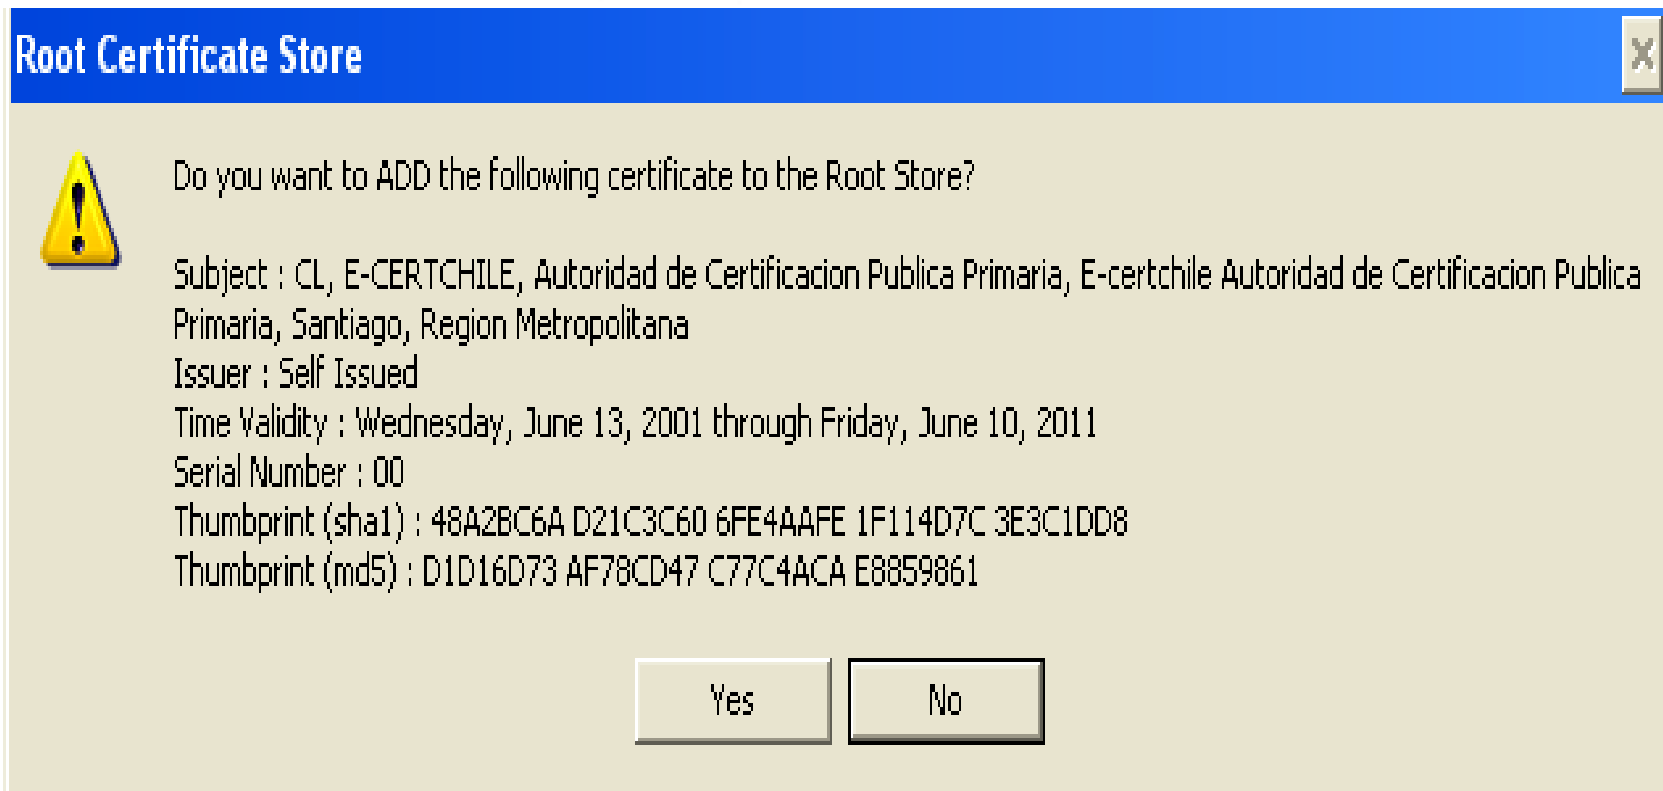 Root Certificate Store
Do you want to ADD the following certificate to the Root Store?
Subject : CL, E-CERTCHILE, Autoridad de Certificacion Publica Primaria, E-certchile Autoridad de Certificacion Publica
Primaria, Santiago, Region Metropolitana
Issuer : Self Issued
Time Validity : Wednesday, June 13, 2001 through Friday, June 10, 2011
Serial Number : 00
Thumbprint (sha1) : 48A2BC6A D21C3C60 6FE4AAFE 1F114D7C 3E3C1DD8
Thumbprint (md5) : D1D16D73 AF78CD47 C77C4ACA E8859861
Yes No